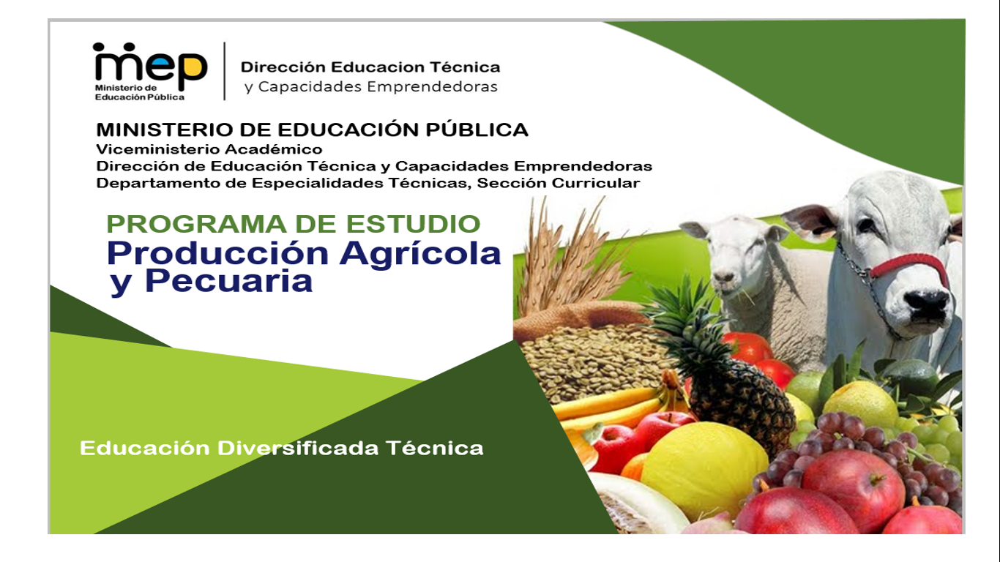 mep
Ministerio de
Educación Pública
Dirección Educacion Técnica
y Capacidades Emprendedoras
MINISTERIO DE EDUCACIÓN PÚBLICA
Viceministerio Académico
Dirección de Educación Técnica y Capacidades Emprendedoras
Departamento de Especialidades Técnicas, Sección Curricular
PROGRAMA DE ESTUDIO
Producción Agrícola
y Pecuaria
Educación Diversificada Técnica